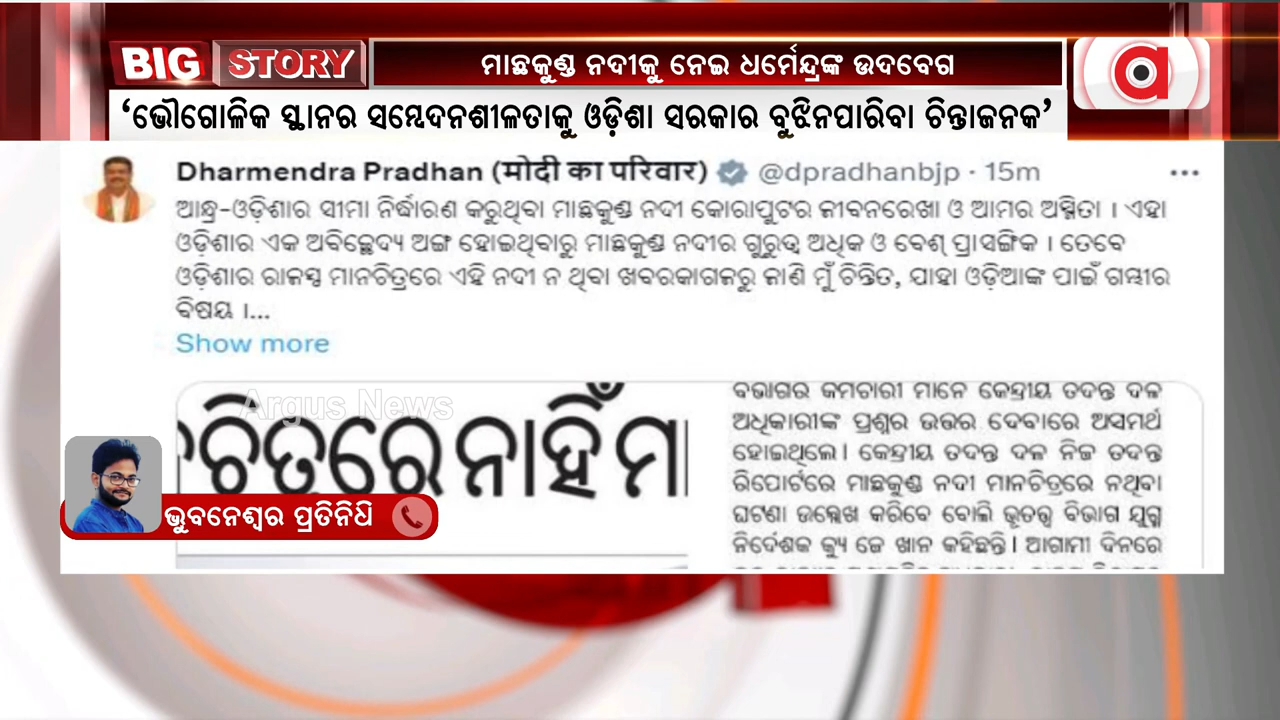 BIG STORY
ମାଛକୁଣ୍ଡ ନଦୀକୁ ନେଇ ଧର୍ମେନ୍ଦ୍ରଙ୍କ ଉଦବେଗ
a
‘ଭୌଗୋଳିକ ସ୍ଥାନର ସମ୍ବେଦନଶୀଳତାକୁ ଓଡ଼ିଶା ସରକାର ବୁଝିନପାରିବା ଚିନ୍ତାଜନକ’
Dharmendra Pradhan (मोदी का परिवार) @dpradhanbjp · 15m
ଆନ୍ଧ୍ର-ଓଡ଼ିଶାର ସୀମା ନିର୍ଦ୍ଧାରଣ କରୁଥିବା ମାଛକୁଣ୍ଡ ନଦୀ କୋରାପୁଟର ଜୀବନରେଖା ଓ ଆମର ଅସ୍ମିତା । ଏହା
ଓଡ଼ିଶାର ଏକ ଅବିଚ୍ଛେଦ୍ୟ ଅଙ୍ଗ ହୋଇଥିବାରୁ ମାଛକୁଣ୍ଡ ନଦୀର ଗୁରୁତ୍ୱ ଅଧିକ ଓ ବେଶ୍ ପ୍ରାସଙ୍ଗିକ । ତେବେ
ଓଡ଼ିଶାର ରାଜସ୍ୱ ମାନଚିତ୍ରରେ ଏହି ନଦୀ ନ ଥିବା ଖବରକାଗଜରୁ ଜାଣି ମୁଁ ଚିନ୍ତିତ, ଯାହା ଓଡ଼ିଆଙ୍କ ପାଇଁ ଗମ୍ଭୀର
ବିଷୟ ।...
Show more
Argus News
ଚିତ୍ରରେ ନାହିଁ ମା
ବିଭାଗର କର୍ମଚାରୀ ମାନେ କେନ୍ଦ୍ରୀୟ ତଦନ୍ତ ଦଳ
ଅଧିକାରୀଙ୍କ ପ୍ରଶ୍ନର ଉତ୍ତର ଦେବାରେ ଅସମର୍ଥ
ହୋଇଥିଲେ। କେନ୍ଦ୍ରୀୟ ତଦନ୍ତ ଦଳ ନିଜ ତଦନ୍ତ
ରିପୋର୍ଟରେ ମାଛକୁଣ୍ଡ ନଦୀ ମାନଚିତ୍ରରେ ନଥିବା
ଘଟଣା ଉଲ୍ଲେଖ କରିବେ ବୋଲି ଭୂତତ୍ତ୍ୱ ବିଭାଗ ଯୁଗ୍ମ
ନିର୍ଦେଶକ କ୍ୟୁ ଜେ ଖାନ କହିଛନ୍ତି। ଆଗାମୀ ଦିନରେ
ଭୁବନେଶ୍ୱର ପ୍ରତିନିଧି